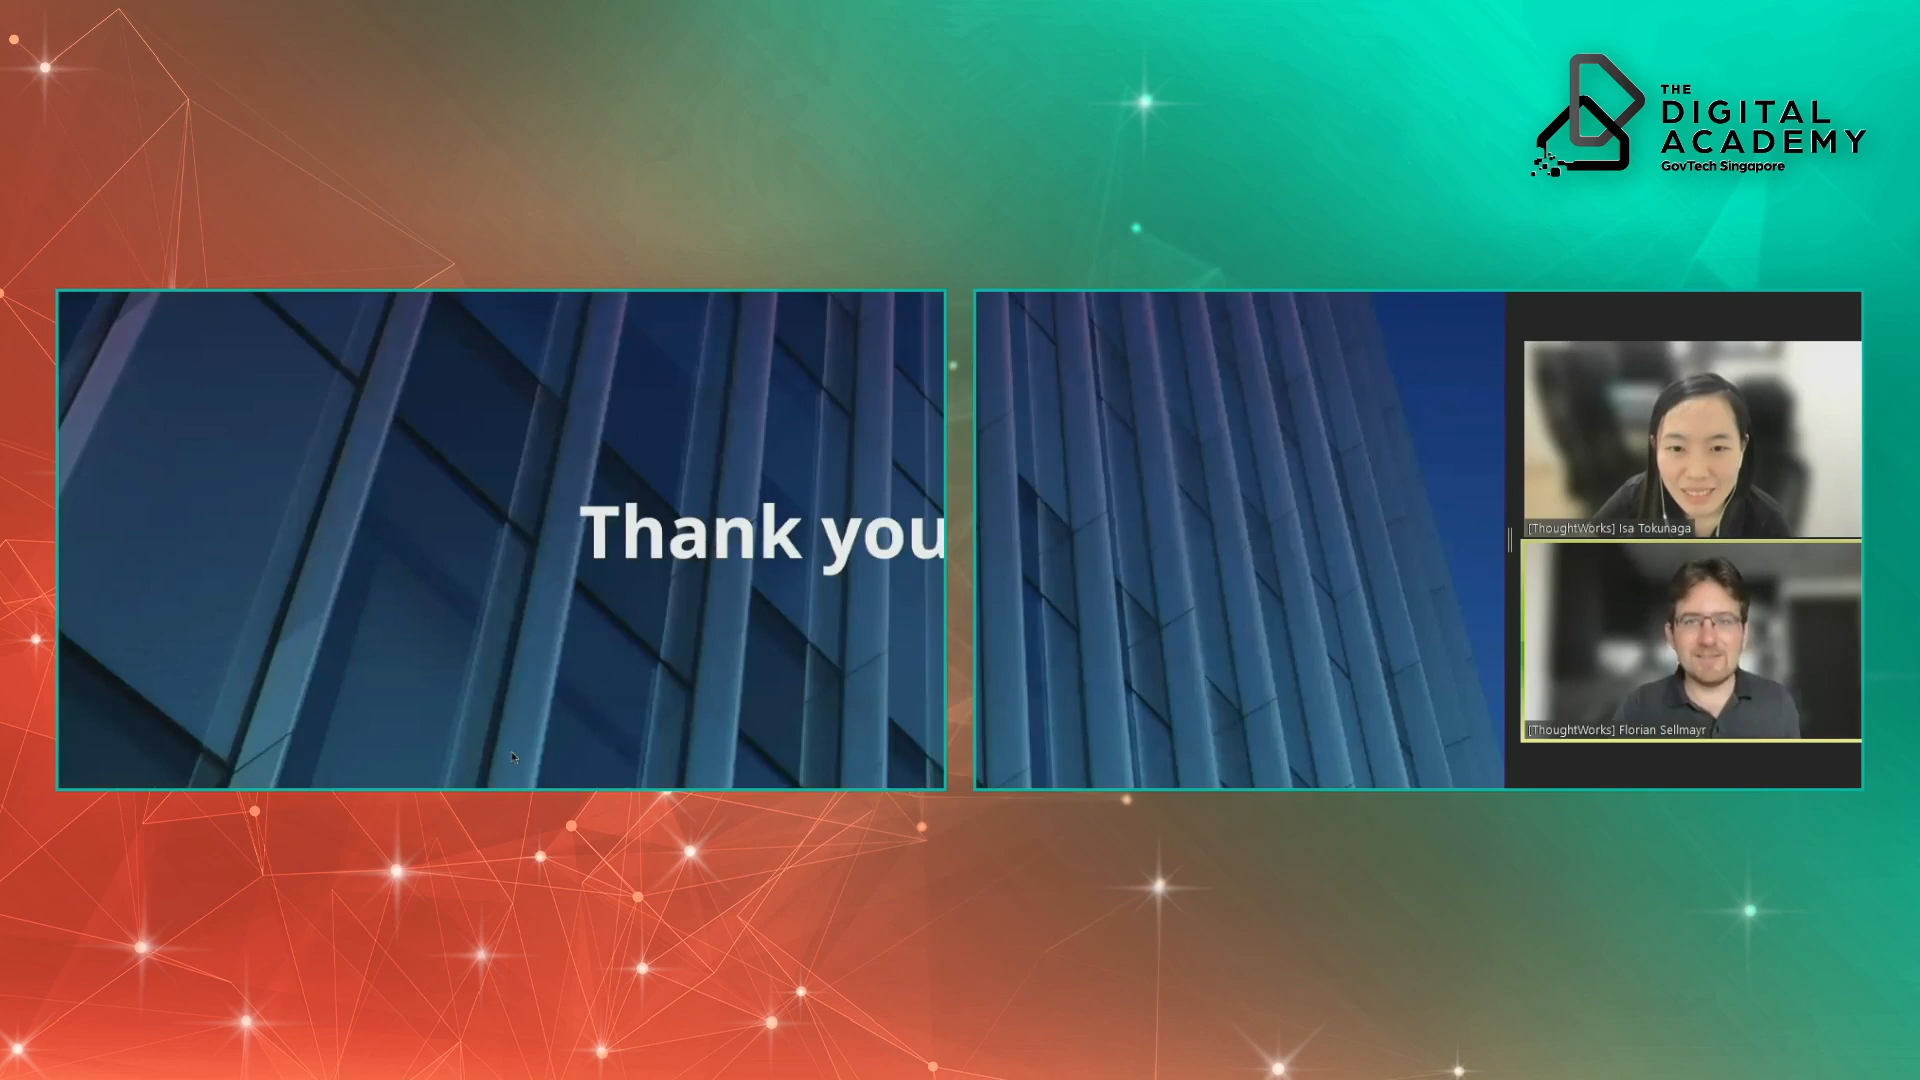 THE
DIGITAL
ACADEMY
GovTech Singapore
Thank you
[ThoughtWorks] Isa Tokunaga
[ThoughtWorks] Florian Sellmayr